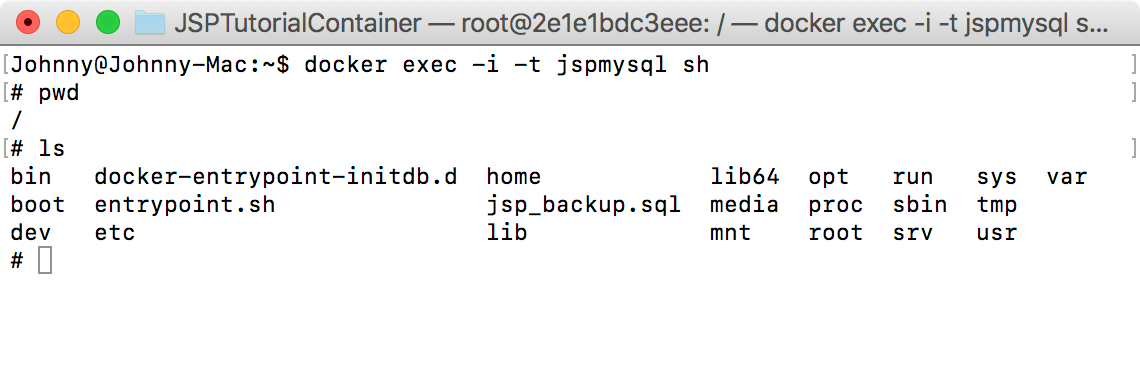 JSPTutorialContainer — root@2e1e1bdc3eee: / — docker exec -i -t jspmysql s...
[Johnny@Johnny-Mac:~$ docker exec -i -t jspmysql sh ]
[# pwd ]
/
[# ls ]
bin docker-entrypoint-initdb.d home lib64 opt run sys var
boot entrypoint.sh jsp_backup.sql media proc sbin tmp
dev etc lib mnt root srv usr
#